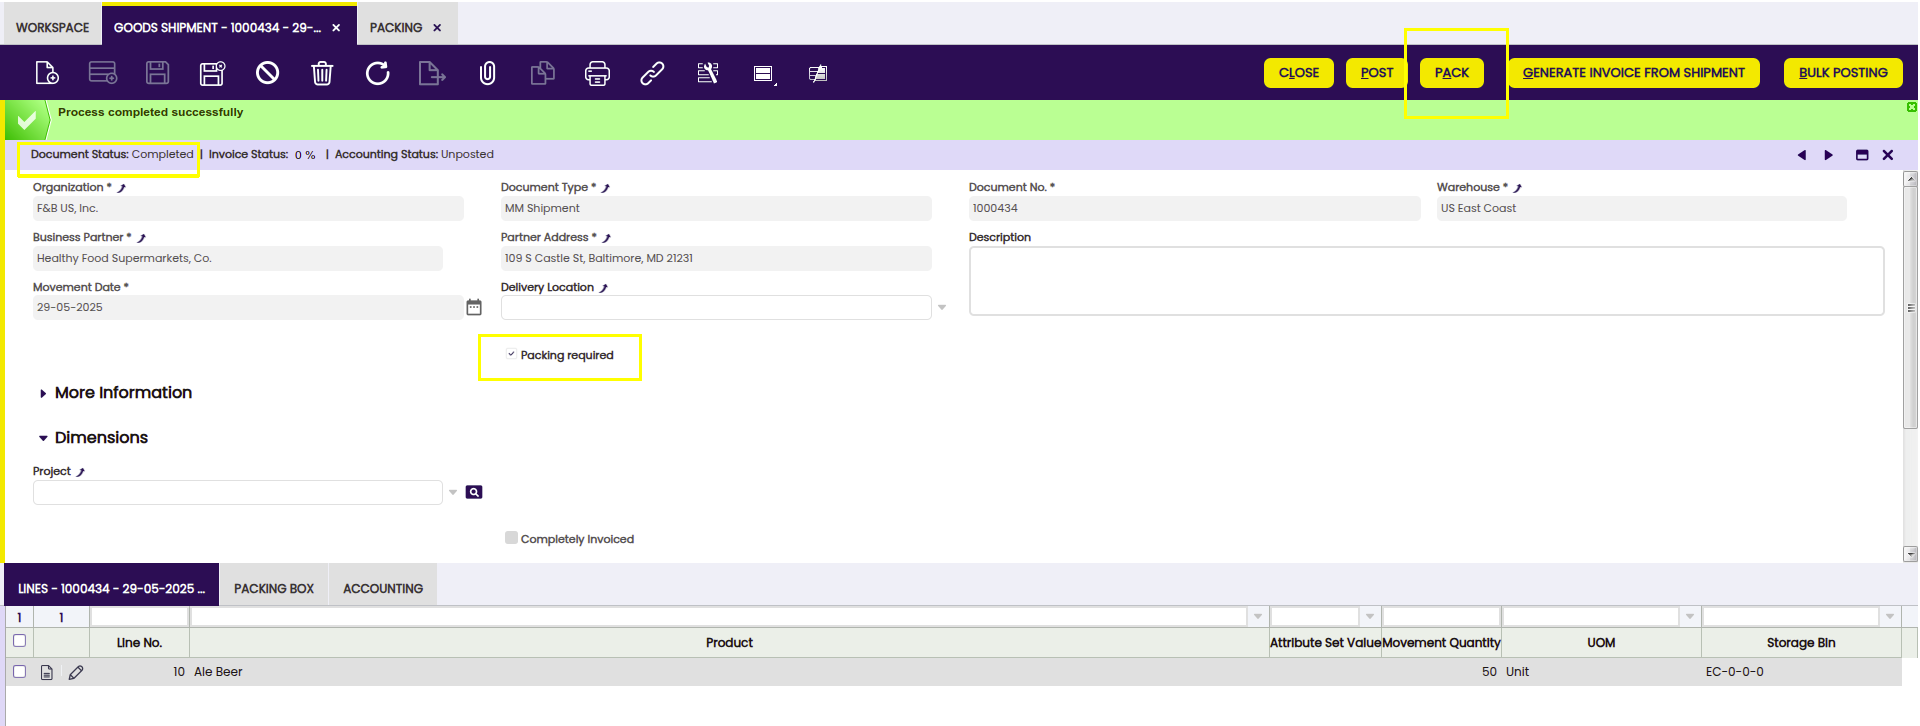 WORKSPACE
GOODS SHIPMENT - 1000434 - 29-...
PACKING
CLOSE
POST
PACK
GENERATE INVOICE FROM SHIPMENT
BULK POSTING
Process completed successfully
Document Status: Completed | Invoice Status: 0 % | Accounting Status: Unposted
Organization *
Document Type *
Document No. *
Warehouse *
F&B US, Inc.
MM Shipment
1000434
US East Coast
Business Partner *
Partner Address *
Description
Healthy Food Supermarkets, Co.
109 S Castle St, Baltimore, MD 21231
Movement Date *
Delivery Location
29-05-2025
Packing required
More Information
Dimensions
Project
Completely Invoiced
LINES - 1000434 - 29-05-2025 ...
PACKING BOX
ACCOUNTING
1 1
Line No. Product Attribute Set Value Movement Quantity UOM Storage Bin
10 Ale Beer 50 Unit EC-0-0-0